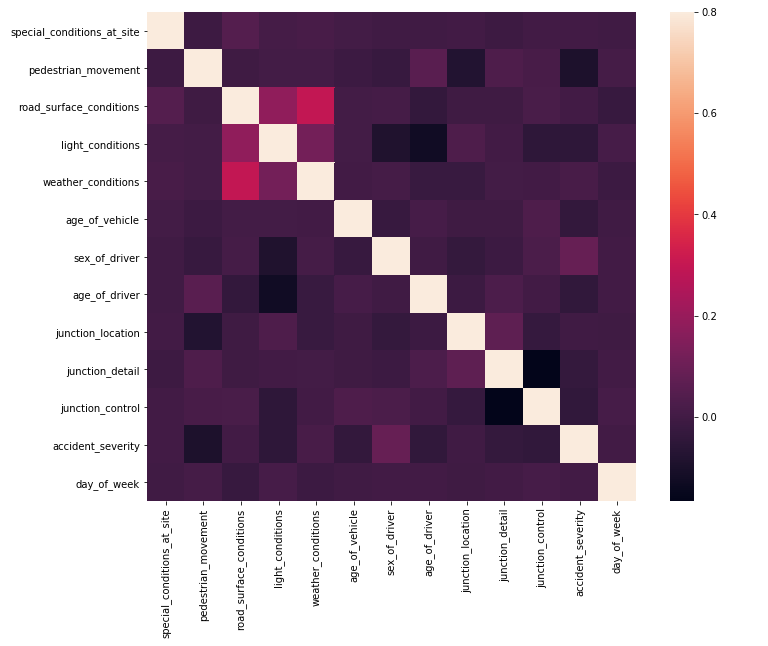 special_conditions_at_site
pedestrian_movement
road_surface_conditions
light_conditions
weather_conditions
age_of_vehicle
sex_of_driver
age_of_driver
junction_location
junction_detail
junction_control
accident_severity
day_of_week
special_conditions_at_site
pedestrian_movement
road_surface_conditions
light_conditions
weather_conditions
age_of_vehicle
sex_of_driver
age_of_driver
junction_location
junction_detail
junction_control
accident_severity
day_of_week
0.8
0.6
0.4
0.2
0.0